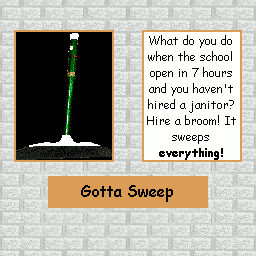 What do you do
when the school
open in 7 hours
and you haven't
hired a janitor?
Hire a broom! It
sweeps
everything!
Gotta Sweep